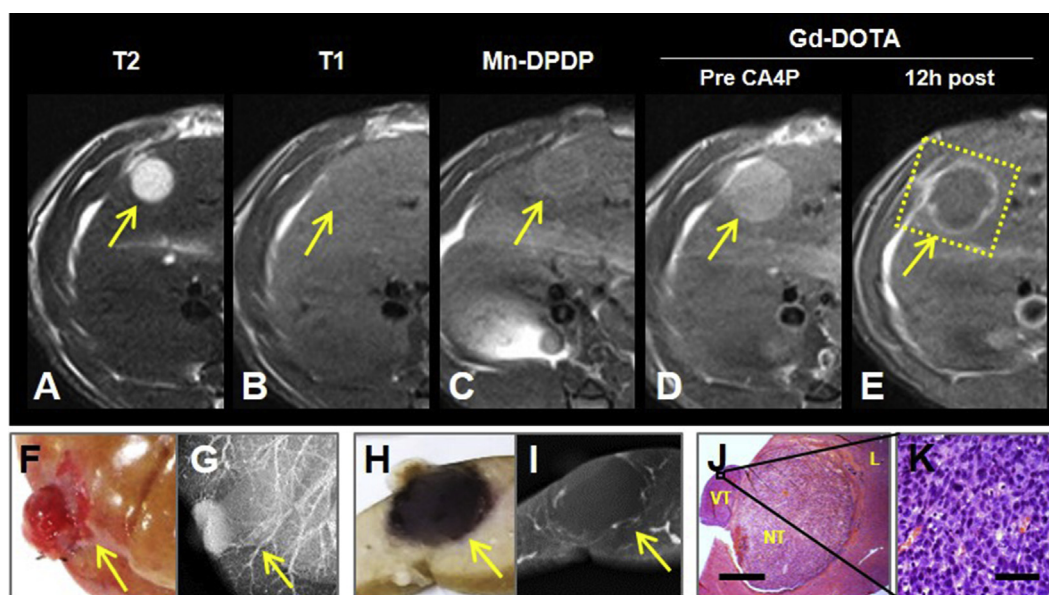 Gd-DOTA
T2 T1 Mn-DPDP Pre CA4P 12h post
A B C D E
F G H I J K
L
VT
NT